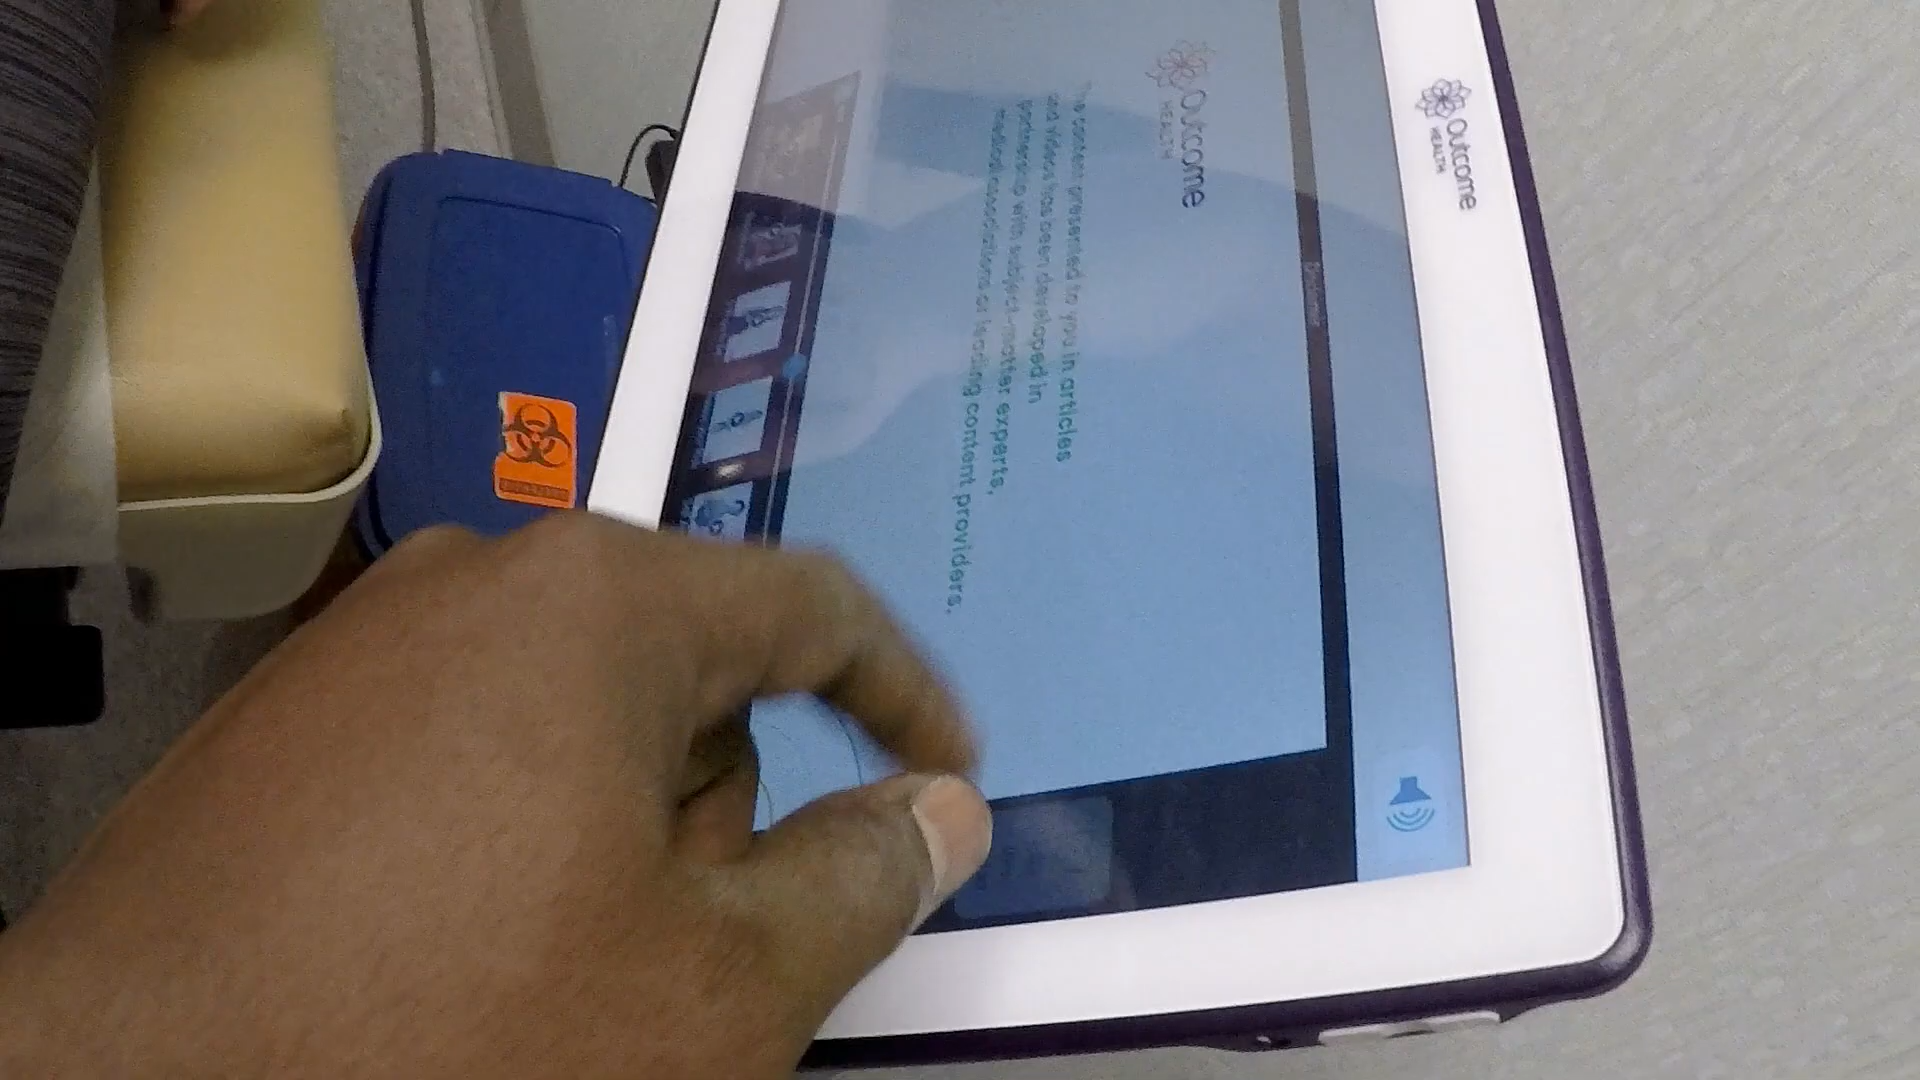 Outcome
HEALTH
Outcome
HEALTH
The content presented to you in articles
and videos has been developed in
partnership with subject-matter experts,
medical associations or leading content providers.